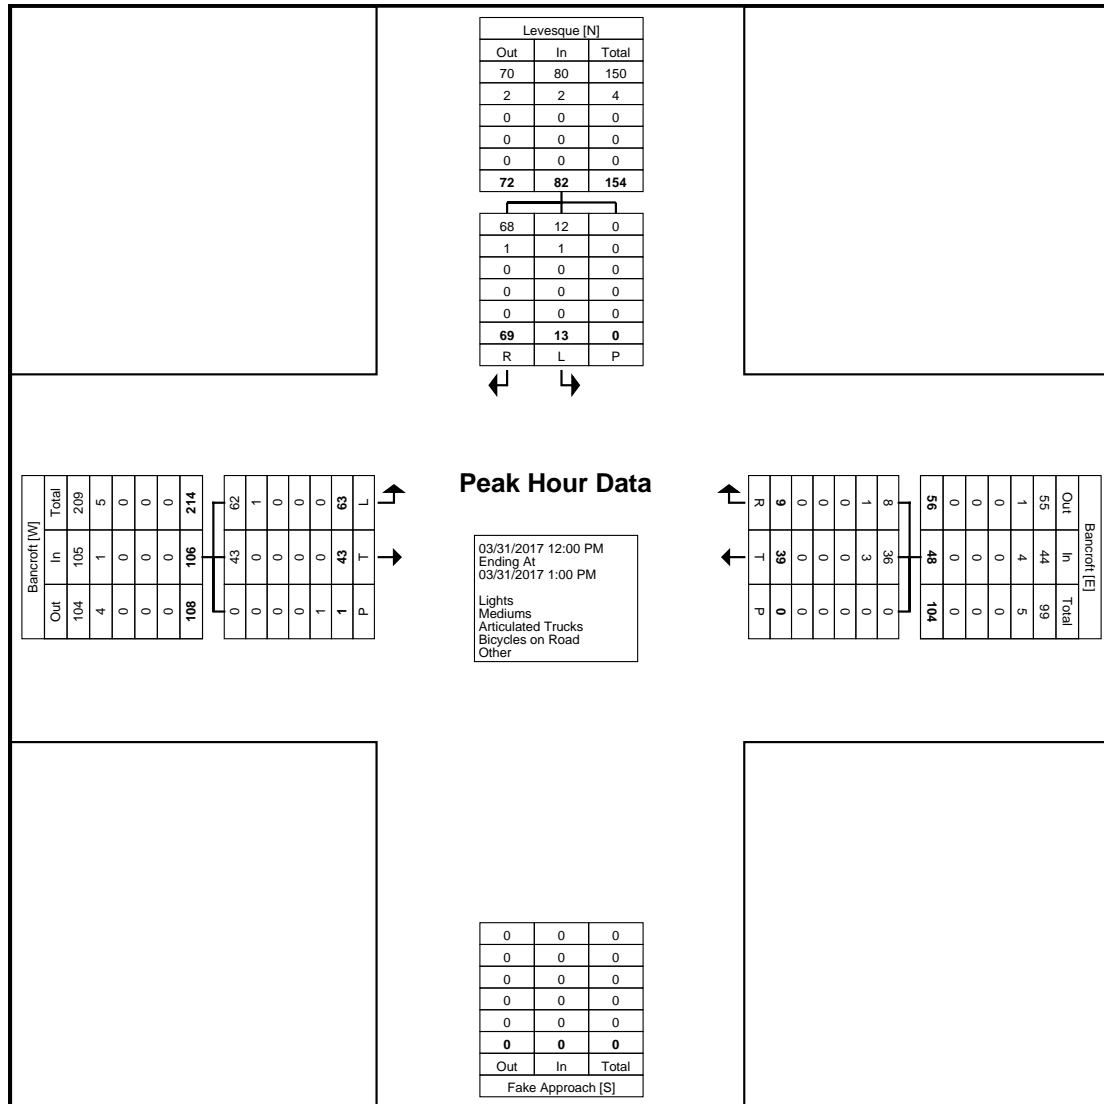 Levesque [N]
Out In Total
70 80 150
2 2 4
0 0 0
0 0 0
0 0 0
72 82 154
68 12 0
1 1 0
0 0 0
0 0 0
0 0 0
69 13 0
R L P
Bancroft [W]
Total 209 5 0 0 0 214
In 105 1 0 0 0 106
Out 104 4 0 0 0 108
62 1 0 0 0 63 L
43 0 0 0 0 43 T
0 0 0 0 1 1 P
Peak Hour Data
03/31/2017 12:00 PM
Ending At
03/31/2017 1:00 PM
Lights
Mediums
Articulated Trucks
Bicycles on Road
Other
R 9 0 0 0 1 8
T 39 0 0 0 3 36
P 0 0 0 0 0 0
56 0 0 0 1 55 Out
48 0 0 0 4 44 In
104 0 0 0 5 99 Total
Bancroft [E]
0 0 0
0 0 0
0 0 0
0 0 0
0 0 0
0 0 0
Out In Total
Fake Approach [S]